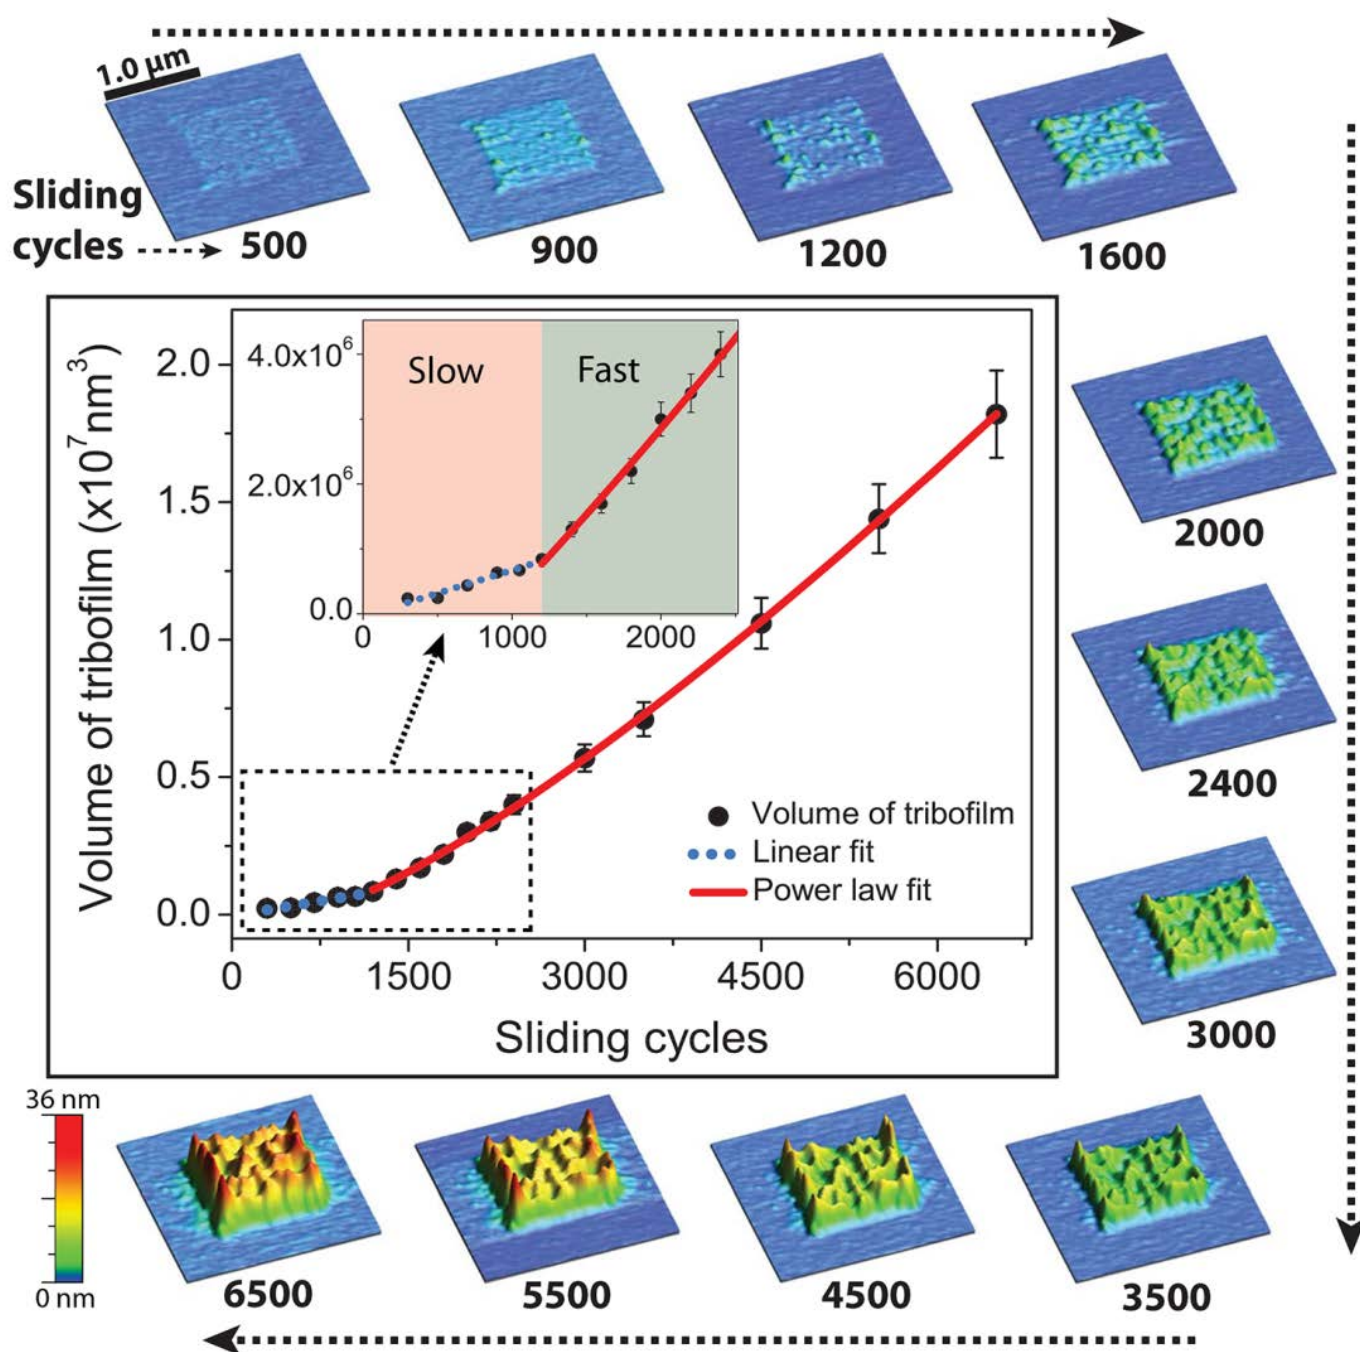 1.0 µm
Sliding
cycles
500
900
1200
1600
2000
2400
3000
3500
4500
5500
6500
Volume of tribofilm (x10⁷nm³)
2.0
1.5
1.0
0.5
0.0
0
1500
3000
4500
6000
Sliding cycles
Slow
Fast
4.0x10⁶
2.0x10⁶
0.0
0
1000
2000
Volume of tribofilm
Linear fit
Power law fit
36 nm
0 nm